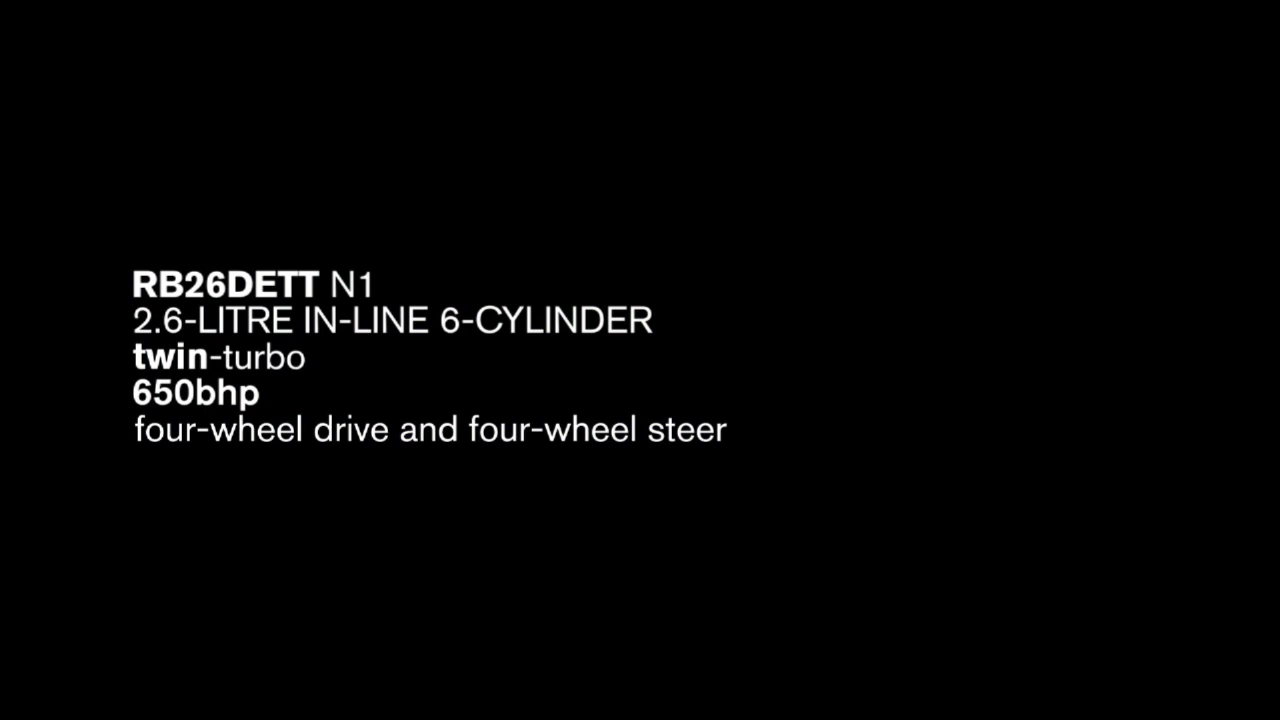 RB26DETT N1
2.6-LITRE IN-LINE 6-CYLINDER
twin-turbo
650bhp
four-wheel drive and four-wheel steer